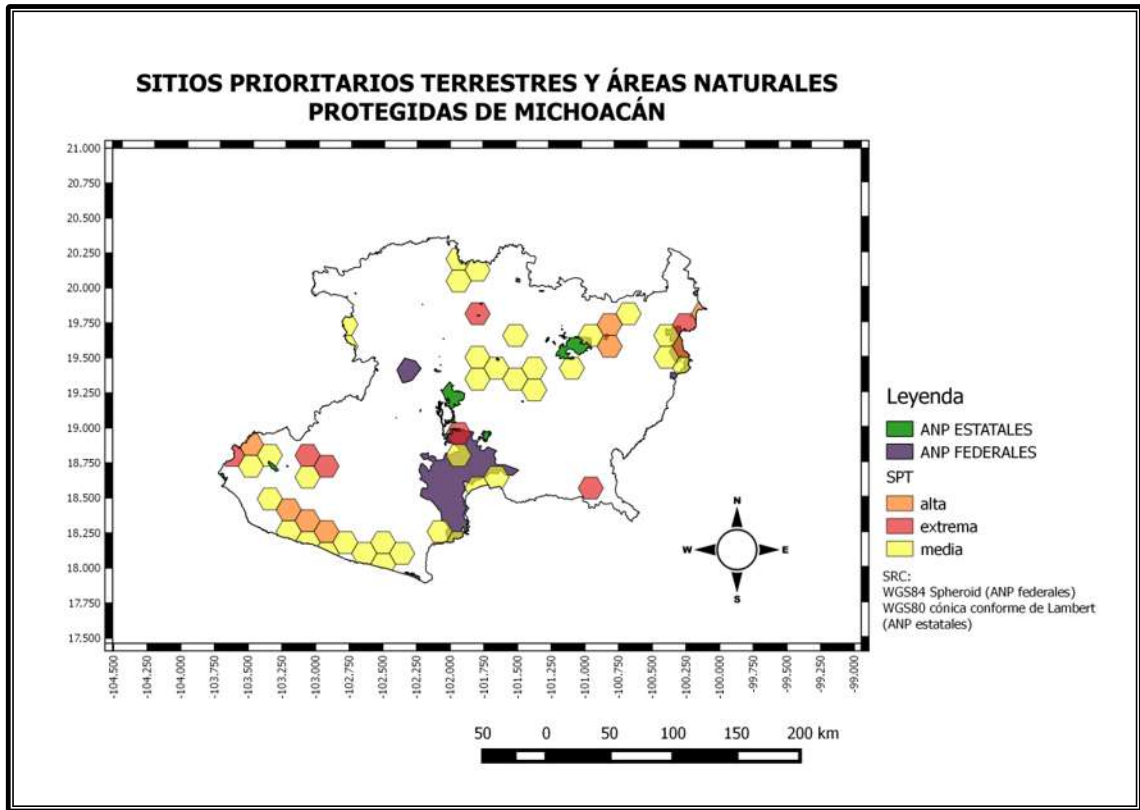 SITIOS PRIORITARIOS TERRESTRES Y ÁREAS NATURALES
PROTEGIDAS DE MICHOACÁN
21.000
20.750
20.500
20.250
20.000
19.750
19.500
19.250
19.000
18.750
18.500
18.250
18.000
17.750
17.500
-104.500
-104.250
-104.000
-103.750
-103.500
-103.250
-103.000
-102.750
-102.500
-102.250
-102.000
-101.750
-101.500
-101.250
-101.000
-100.750
-100.500
-100.250
-100.000
-99.750
-99.500
-99.250
-99.000
Leyenda
ANP ESTATALES
ANP FEDERALES
SPT
alta
extrema
media
N
W E
S
SRC:
WGS84 Spheroid (ANP federales)
WGS80 cónica conforme de Lambert
(ANP estatales)
50 0 50 100 150 200 km